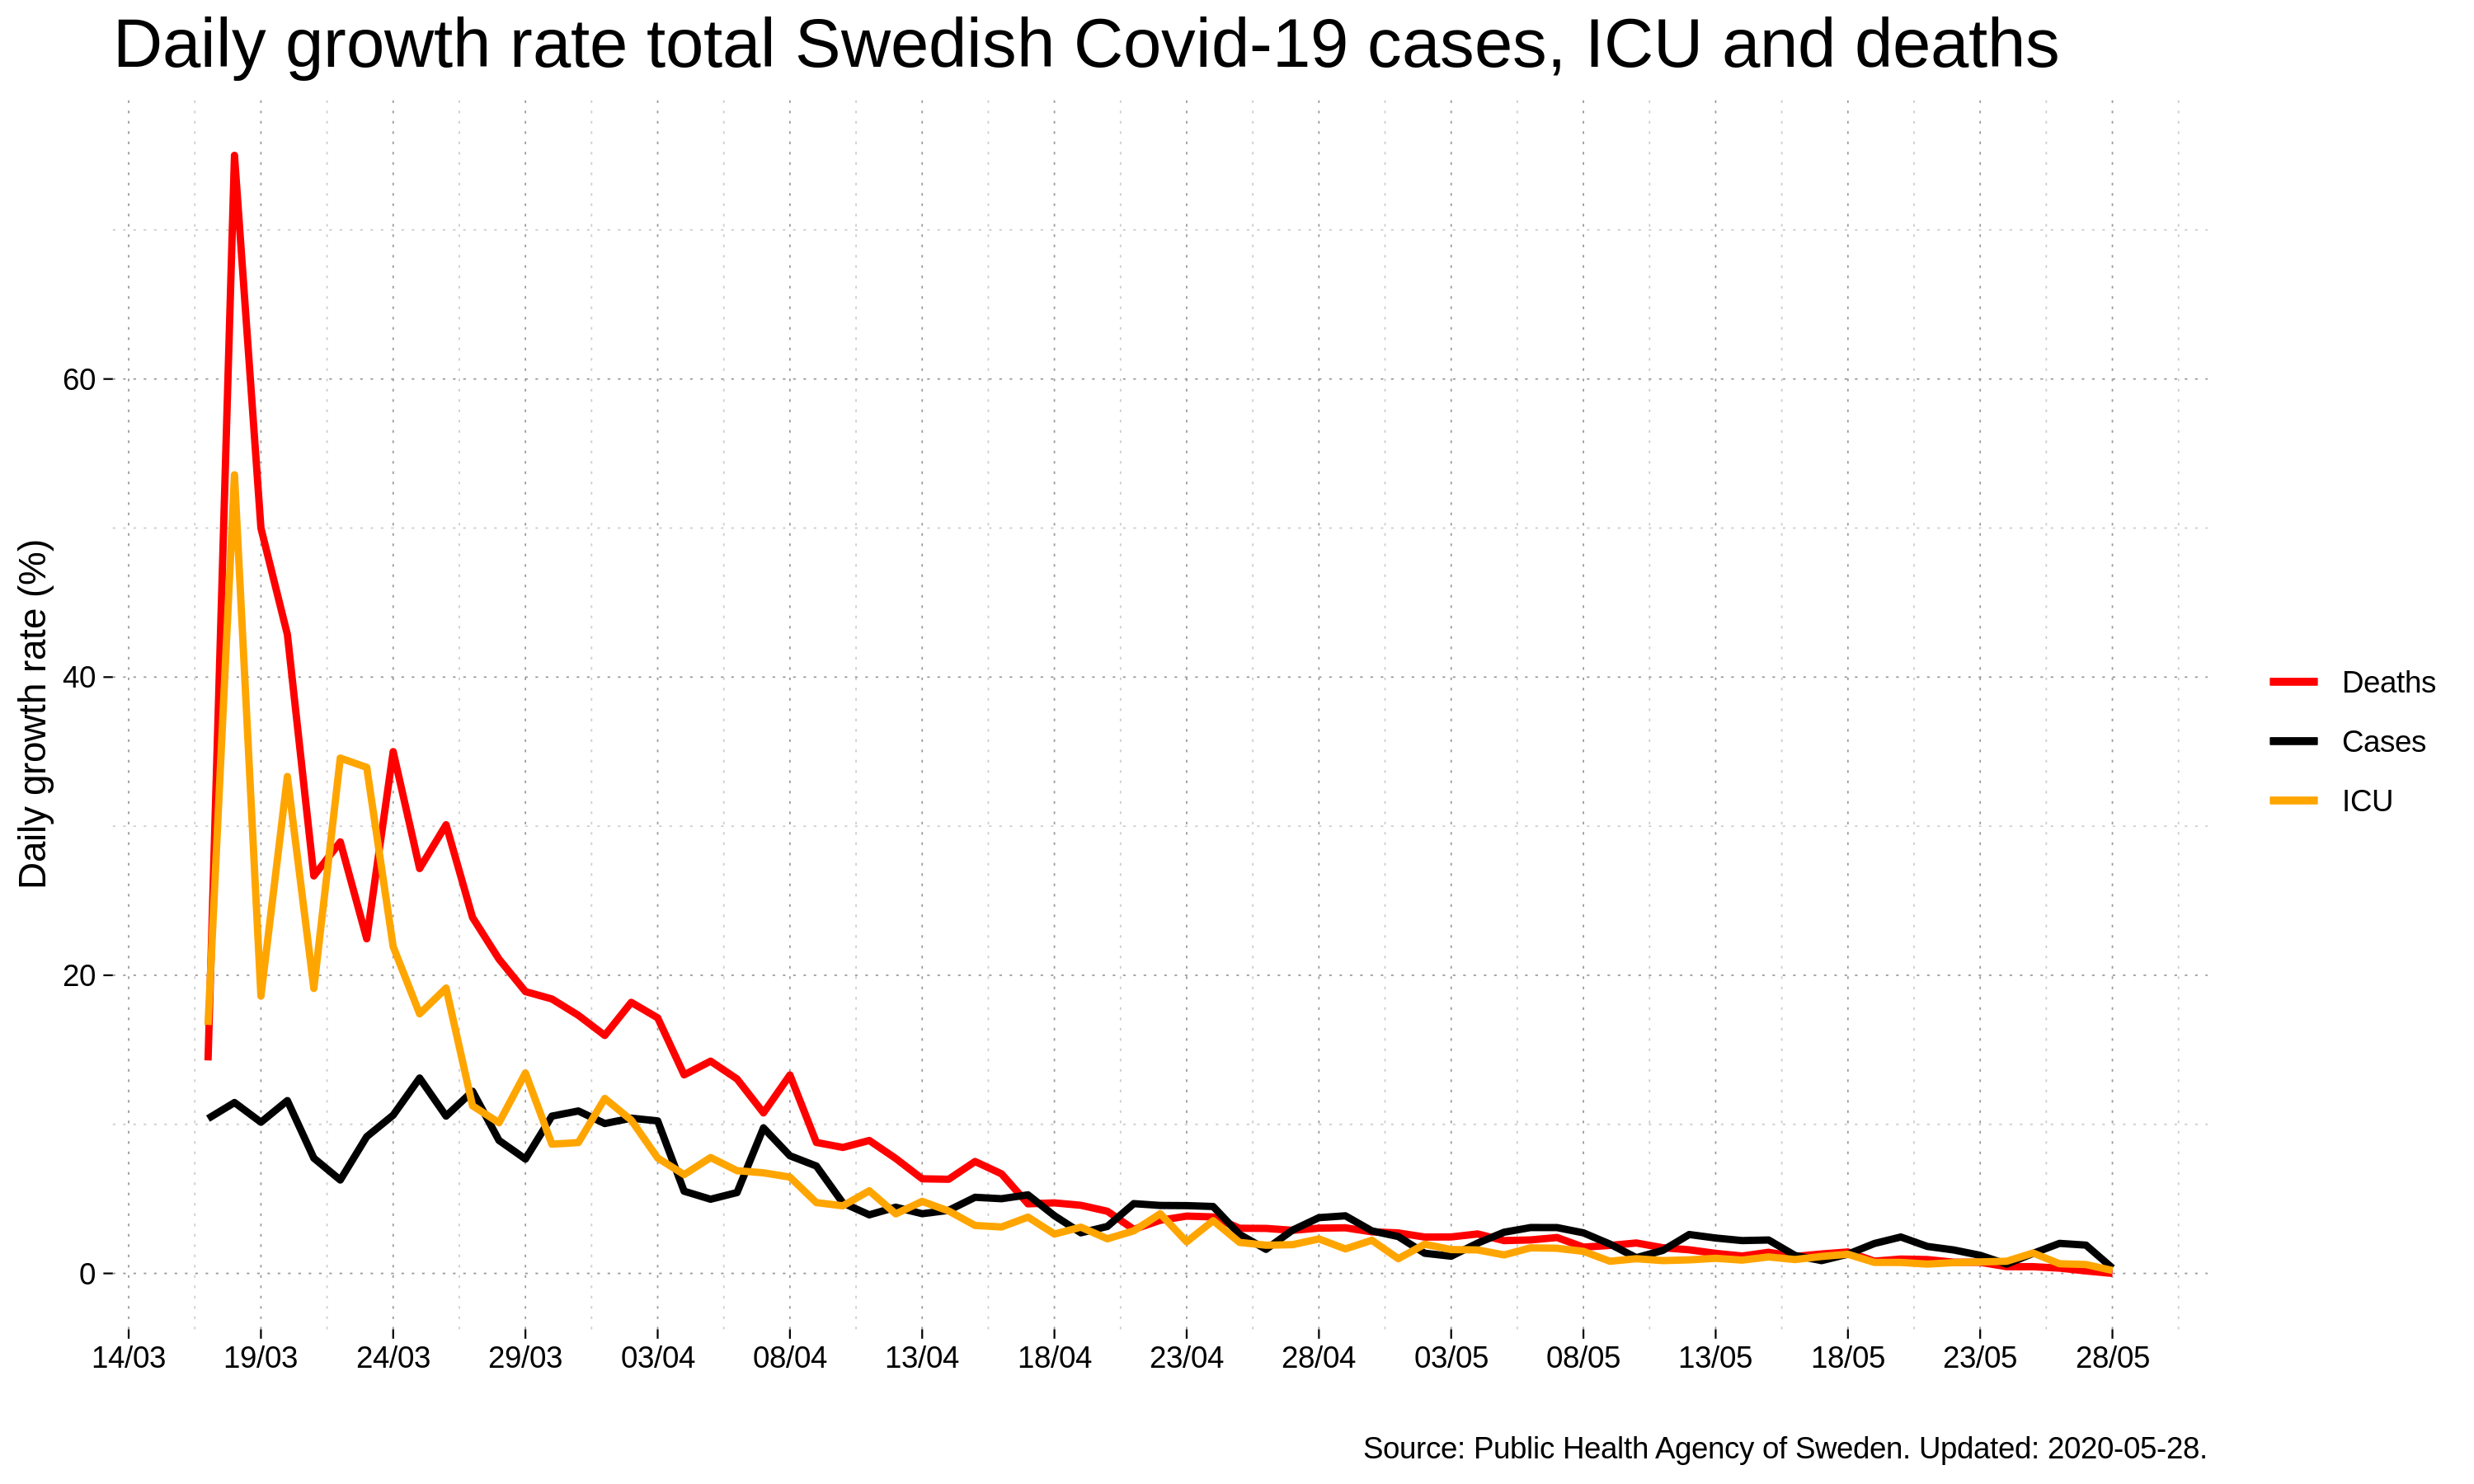 Daily growth rate total Swedish Covid-19 cases, ICU and deaths
Daily growth rate (%)
60
40
20
0
14/03 19/03 24/03 29/03 03/04 08/04 13/04 18/04 23/04 28/04 03/05 08/05 13/05 18/05 23/05 28/05
Deaths
Cases
ICU
Source: Public Health Agency of Sweden. Updated: 2020-05-28.